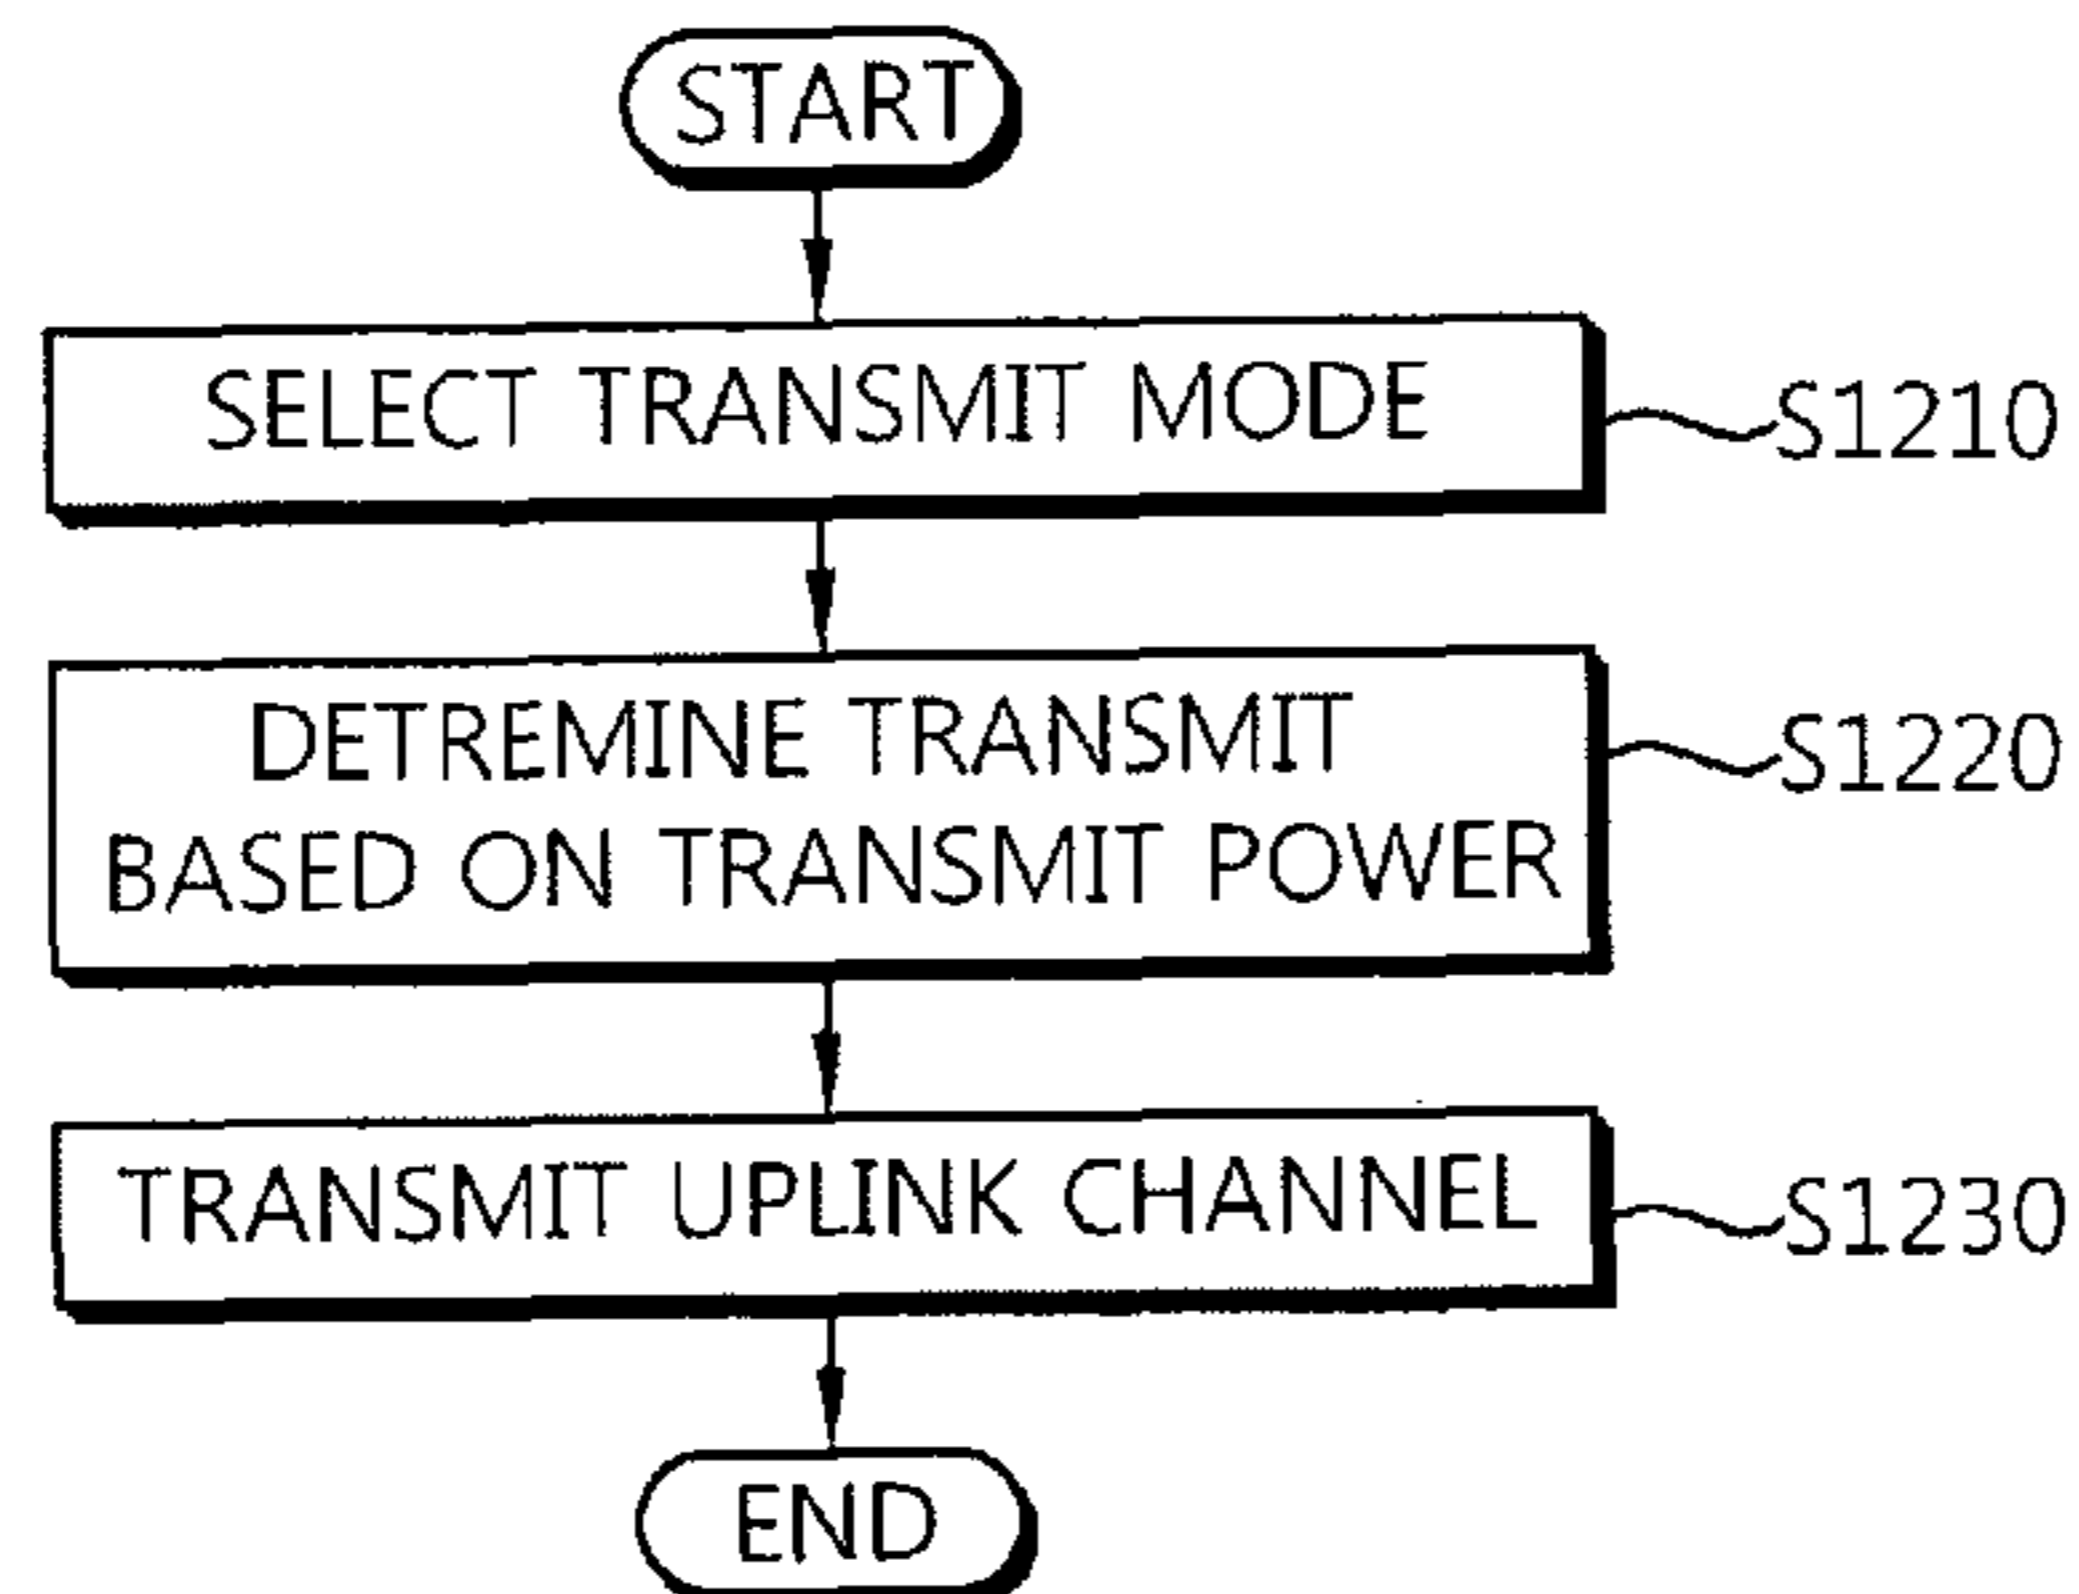 START
SELECT TRANSMIT MODE
S1210
DETREMINE TRANSMIT
BASED ON TRANSMIT POWER
S1220
TRANSMIT UPLINK CHANNEL
S1230
END